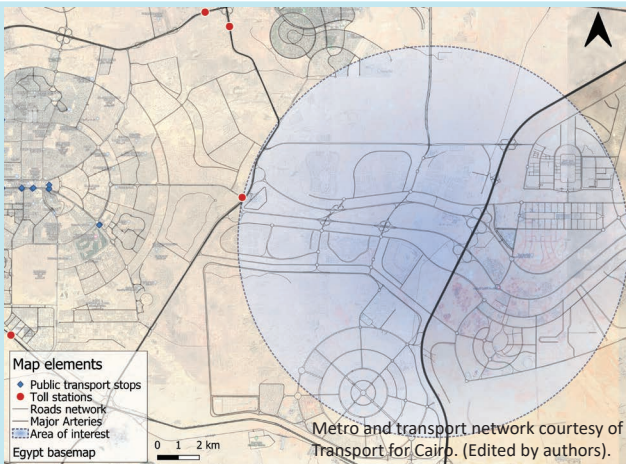 Map elements
Public transport stops
Toll stations
Roads network
Major Arteries
Area of interest
Egypt basemap
0 1 2 km
Metro and transport network courtesy of
Transport for Cairo. (Edited by authors).